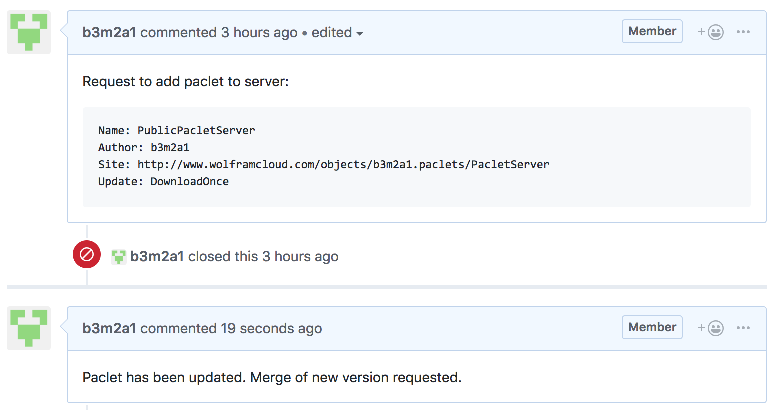 b3m2a1 commented 3 hours ago • edited
Member
Request to add paclet to server:
Name: PublicPacletServer
Author: b3m2a1
Site: http://www.wolframcloud.com/objects/b3m2a1.paclets/PacletServer
Update: DownloadOnce
b3m2a1 closed this 3 hours ago
b3m2a1 commented 19 seconds ago
Member
Paclet has been updated. Merge of new version requested.